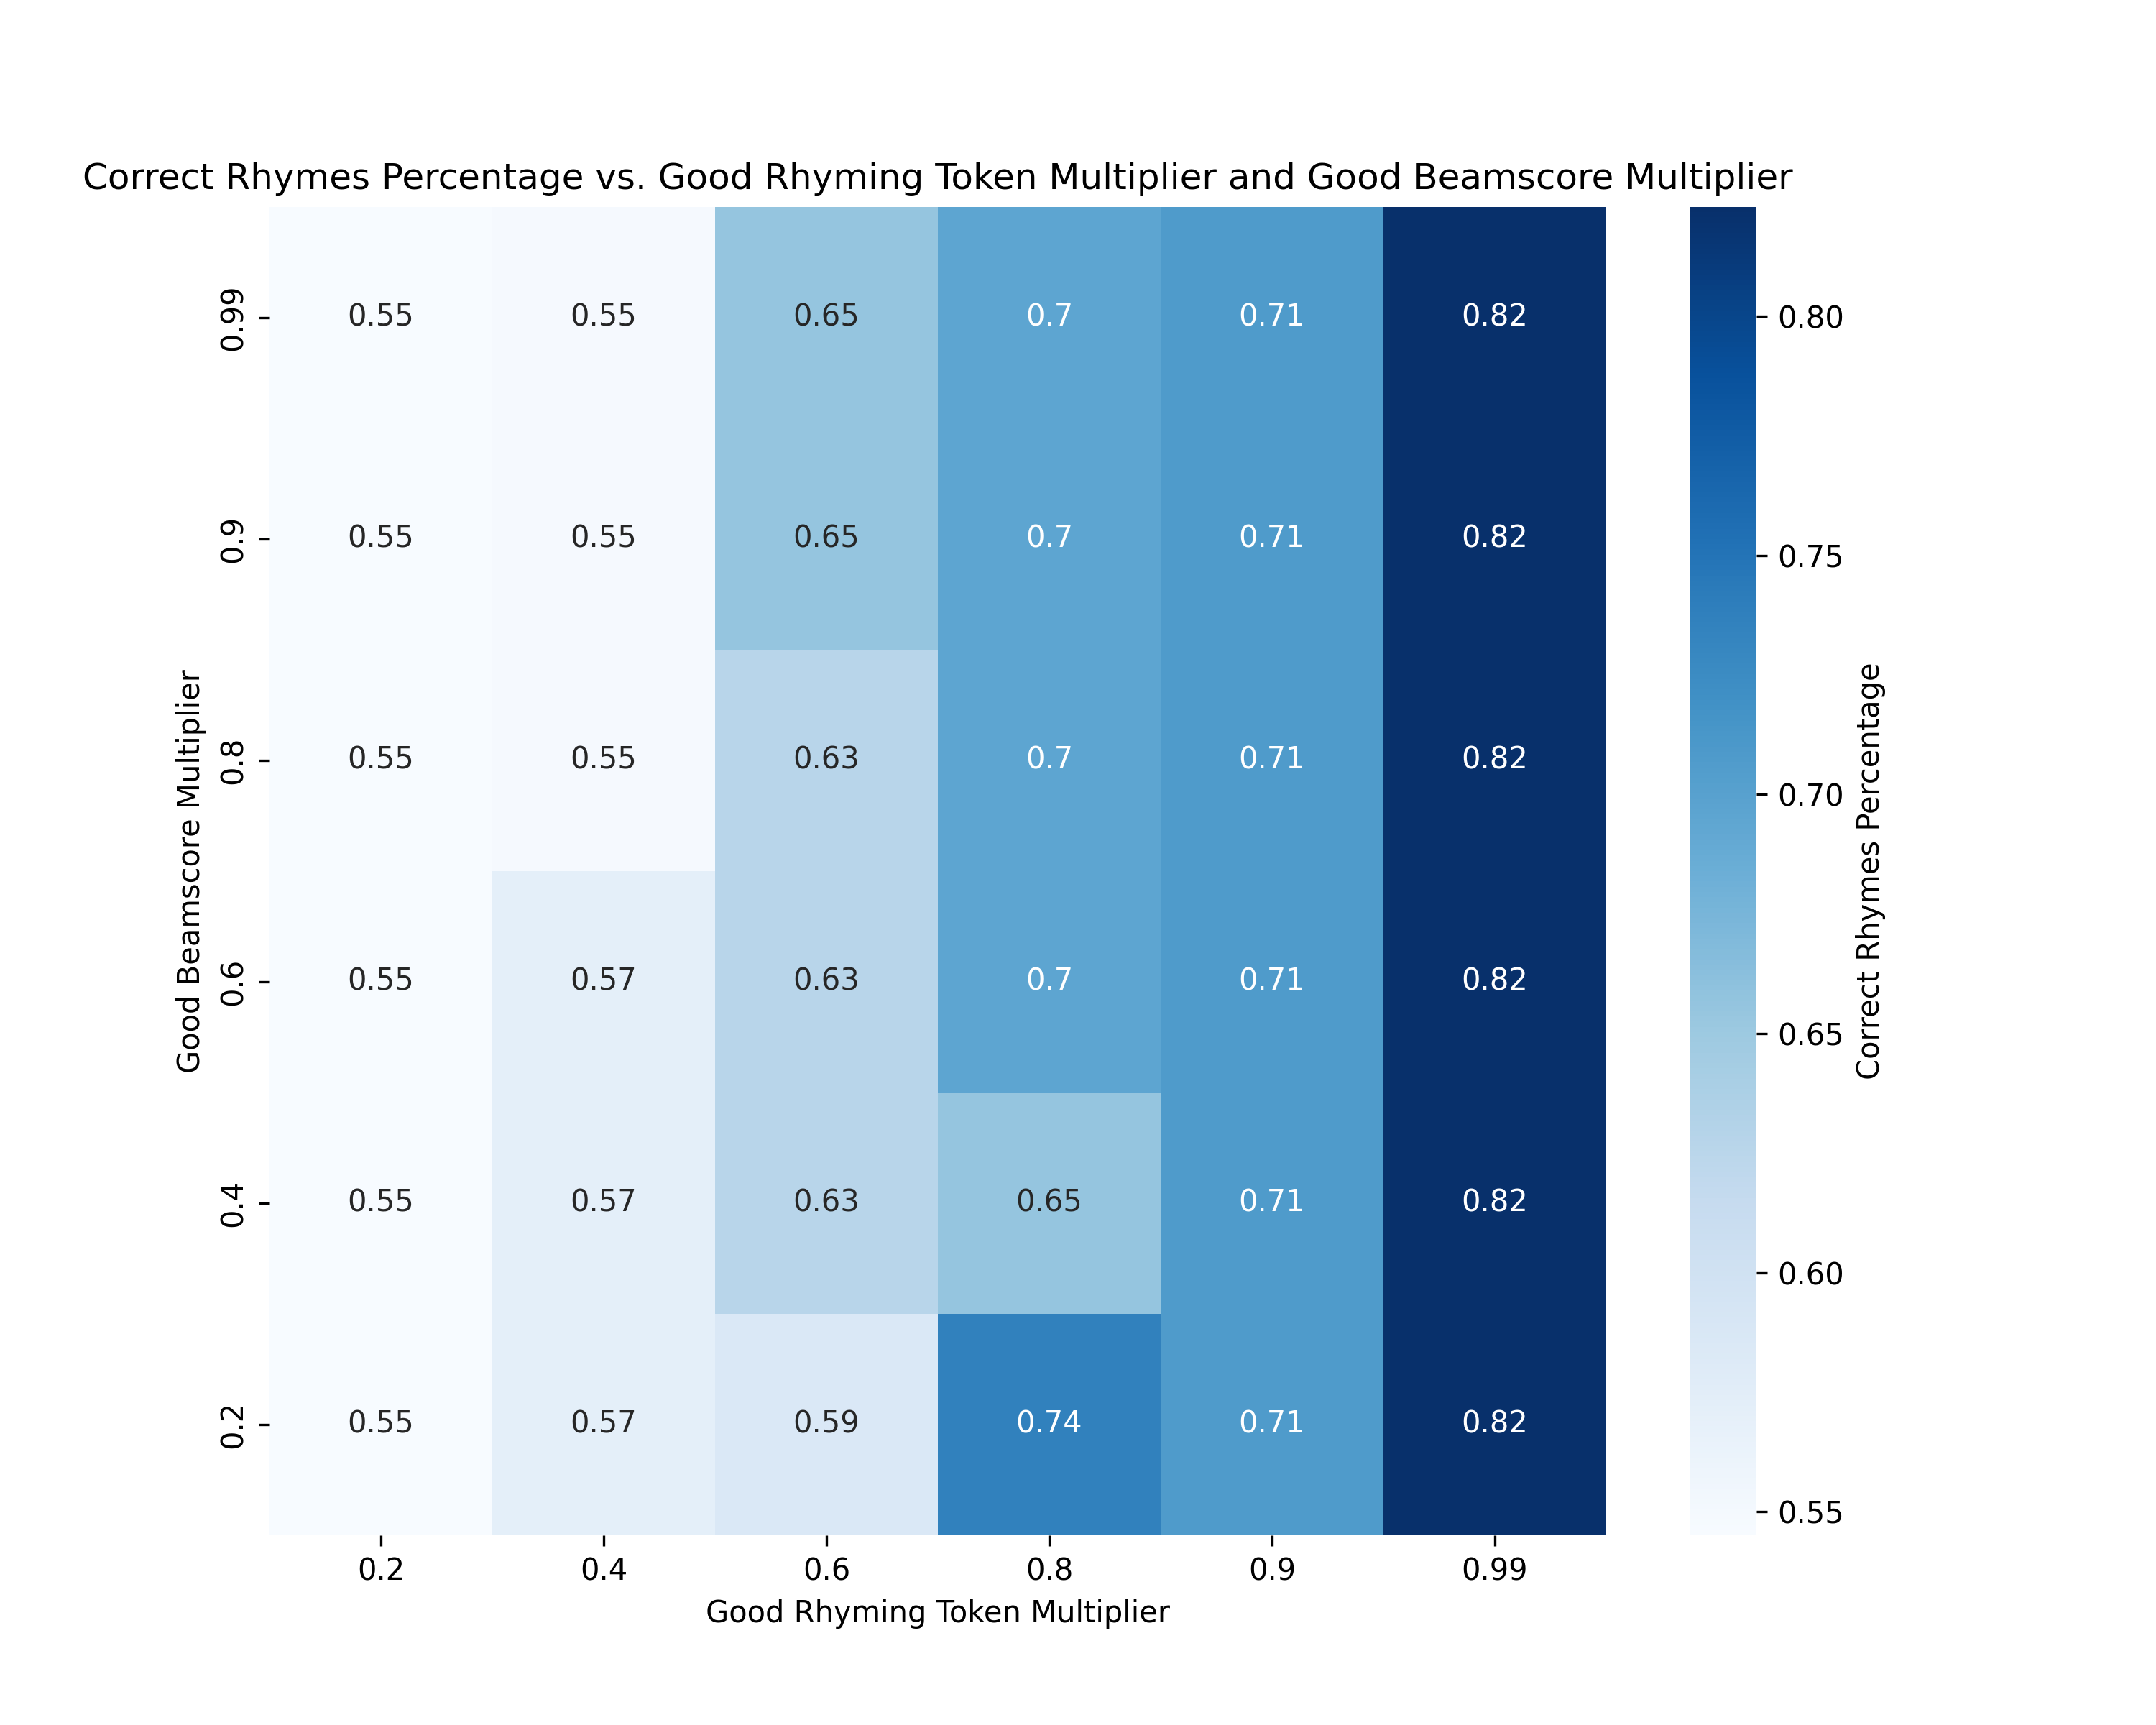 Correct Rhymes Percentage vs. Good Rhyming Token Multiplier and Good Beamscore Multiplier
Good Beamscore Multiplier
0.99 0.55 0.55 0.65 0.7 0.71 0.82
0.9 0.55 0.55 0.65 0.7 0.71 0.82
0.8 0.55 0.55 0.63 0.7 0.71 0.82
0.6 0.55 0.57 0.63 0.7 0.71 0.82
0.4 0.55 0.57 0.63 0.65 0.71 0.82
0.2 0.55 0.57 0.59 0.74 0.71 0.82
0.2 0.4 0.6 0.8 0.9 0.99
Good Rhyming Token Multiplier
0.80
0.75
0.70
0.65
0.60
0.55
Correct Rhymes Percentage